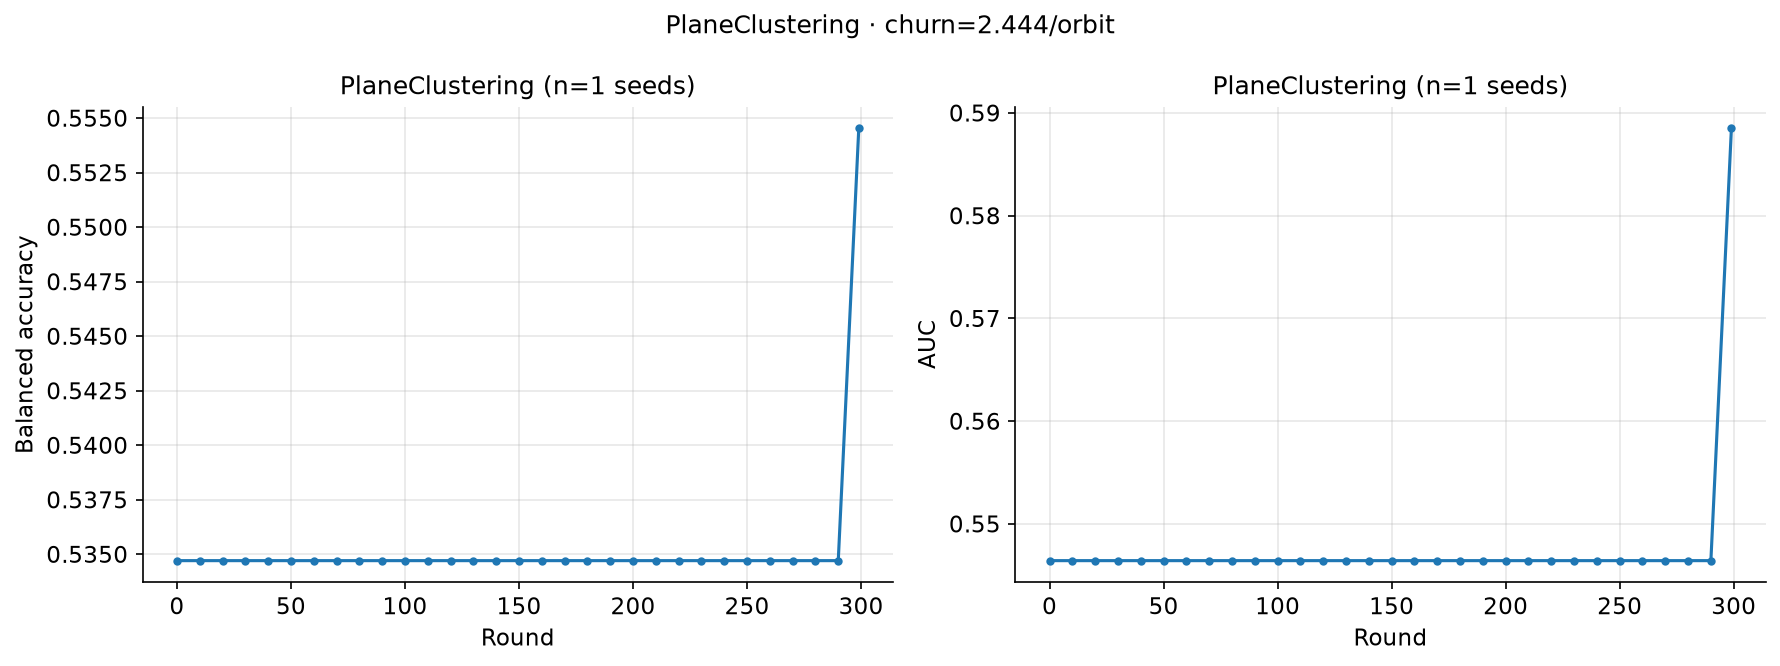 PlaneClustering · churn=2.444/orbit
PlaneClustering (n=1 seeds)
Balanced accuracy
0.5550
0.5525
0.5500
0.5475
0.5450
0.5425
0.5400
0.5375
0.5350
0 50 100 150 200 250 300
Round
PlaneClustering (n=1 seeds)
AUC
0.59
0.58
0.57
0.56
0.55
0 50 100 150 200 250 300
Round